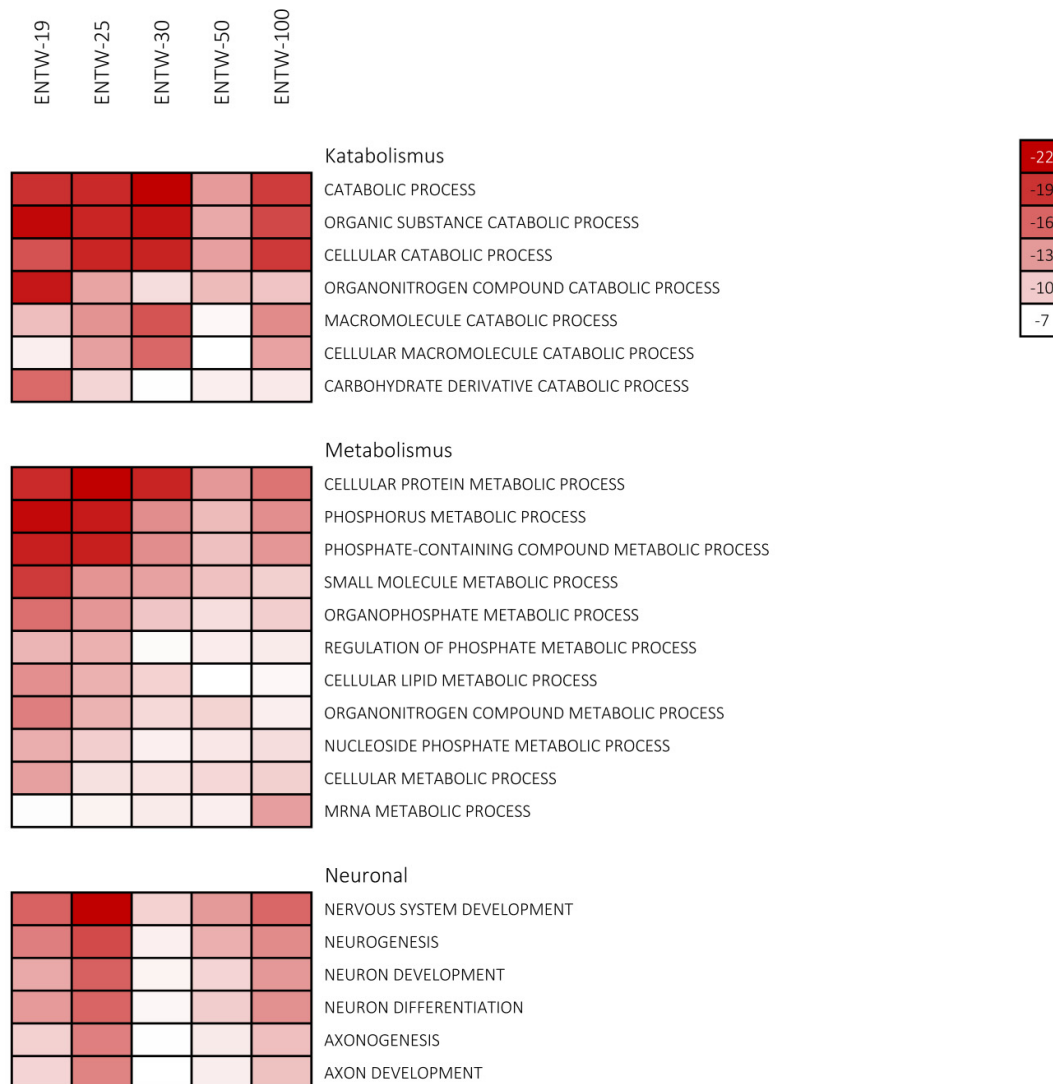 ENTW-19
ENTW-25
ENTW-30
ENTW-50
ENTW-100
Katabolismus
CATABOLIC PROCESS
ORGANIC SUBSTANCE CATABOLIC PROCESS
CELLULAR CATABOLIC PROCESS
ORGANONITROGEN COMPOUND CATABOLIC PROCESS
MACROMOLECULE CATABOLIC PROCESS
CELLULAR MACROMOLECULE CATABOLIC PROCESS
CARBOHYDRATE DERIVATIVE CATABOLIC PROCESS
-22
-19
-16
-13
-10
-7
Metabolismus
CELLULAR PROTEIN METABOLIC PROCESS
PHOSPHORUS METABOLIC PROCESS
PHOSPHATE-CONTAINING COMPOUND METABOLIC PROCESS
SMALL MOLECULE METABOLIC PROCESS
ORGANOPHOSPHATE METABOLIC PROCESS
REGULATION OF PHOSPHATE METABOLIC PROCESS
CELLULAR LIPID METABOLIC PROCESS
ORGANONITROGEN COMPOUND METABOLIC PROCESS
NUCLEOSIDE PHOSPHATE METABOLIC PROCESS
CELLULAR METABOLIC PROCESS
MRNA METABOLIC PROCESS
Neuronal
NERVOUS SYSTEM DEVELOPMENT
NEUROGENESIS
NEURON DEVELOPMENT
NEURON DIFFERENTIATION
AXONOGENESIS
AXON DEVELOPMENT